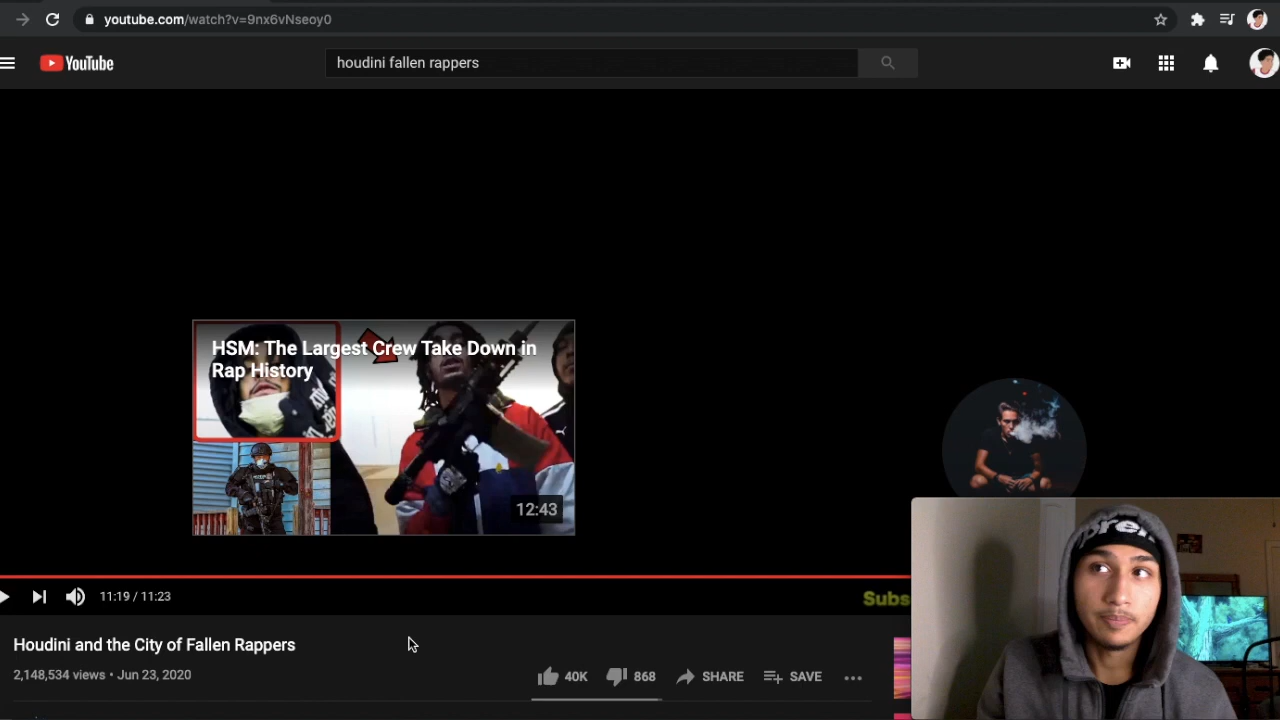 youtube.com/watch?v=9nx6vNseoy0
YouTube
houdini fallen rappers
HSM: The Largest Crew Take Down in
Rap History
12:43
11:19 / 11:23
Subs
Houdini and the City of Fallen Rappers
2,148,534 views • Jun 23, 2020
40K
868
SHARE
SAVE